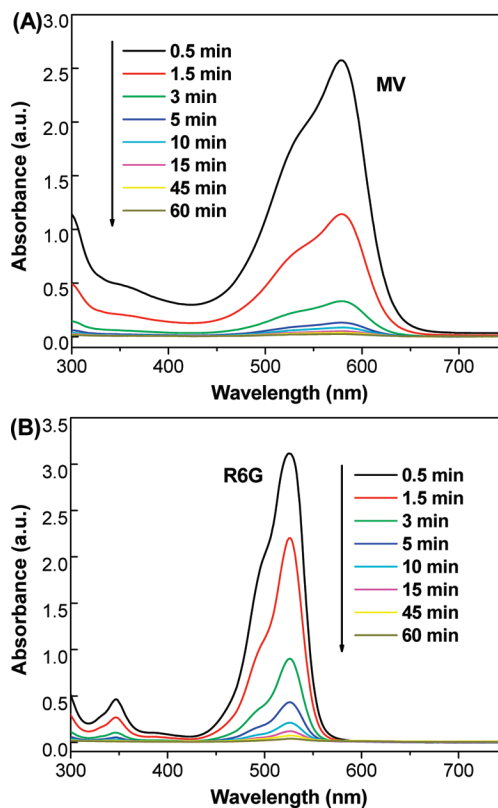 (A)
3.0
2.5
2.0
1.5
1.0
0.5
0.0
Absorbance (a.u.)
0.5 min
1.5 min
3 min
5 min
10 min
15 min
45 min
60 min
MV
300
400
500
600
700
Wavelength (nm)
(B)
3.5
3.0
2.5
2.0
1.5
1.0
0.5
0.0
Absorbance (a.u.)
R6G
0.5 min
1.5 min
3 min
5 min
10 min
15 min
45 min
60 min
300
400
500
600
700
Wavelength (nm)